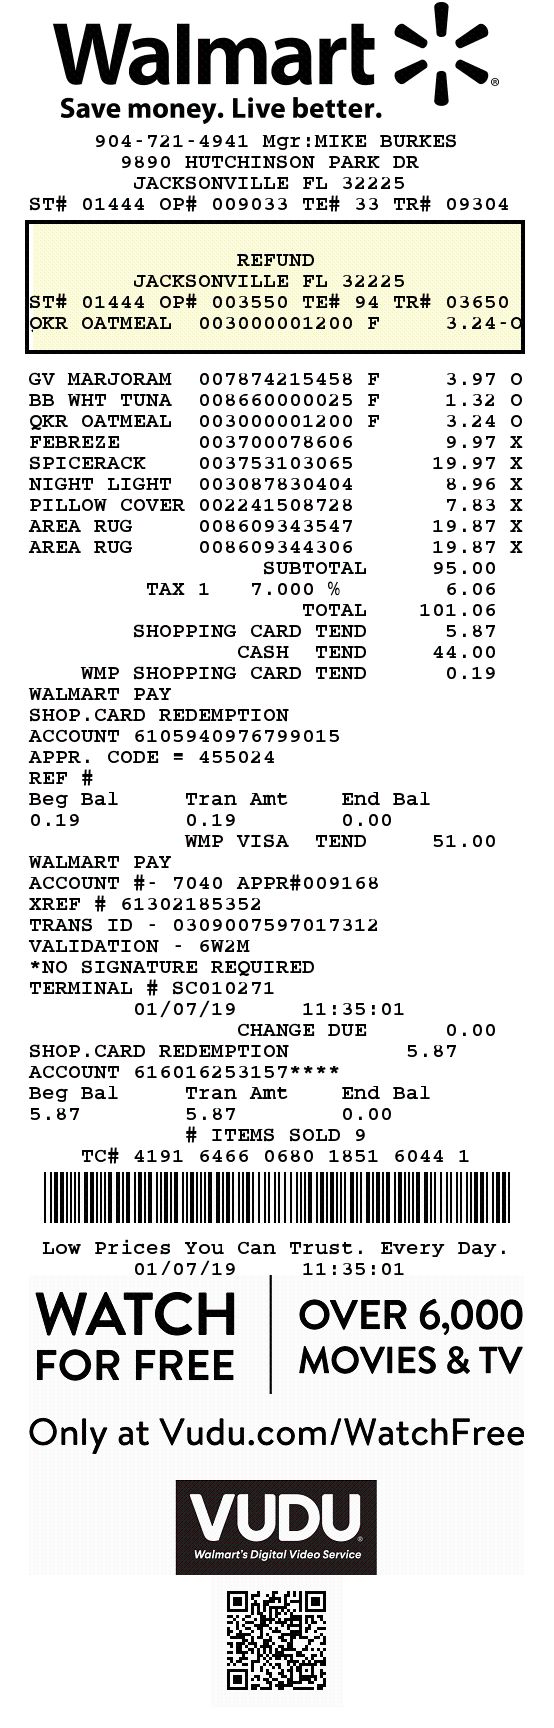 Walmart
Save money. Live better.
904-721-4941 Mgr:MIKE BURKES
9890 HUTCHINSON PARK DR
JACKSONVILLE FL 32225
ST# 01444 OP# 009033 TE# 33 TR# 09304
REFUND
JACKSONVILLE FL 32225
ST# 01444 OP# 003550 TE# 94 TR# 03650
QKR OATMEAL 003000001200 F 3.24-O
GV MARJORAM 007874215458 F 3.97 O
BB WHT TUNA 008660000025 F 1.32 O
QKR OATMEAL 003000001200 F 3.24 O
FEBREZE 003700078606 9.97 X
SPICERACK 003753103065 19.97 X
NIGHT LIGHT 003087830404 8.96 X
PILLOW COVER 002241508728 7.83 X
AREA RUG 008609343547 19.87 X
AREA RUG 008609344306 19.87 X
SUBTOTAL 95.00
TAX 1 7.000 % 6.06
TOTAL 101.06
SHOPPING CARD TEND 5.87
CASH TEND 44.00
WMP SHOPPING CARD TEND 0.19
WALMART PAY
SHOP.CARD REDEMPTION
ACCOUNT 6105940976799015
APPR. CODE = 455024
REF #
Beg Bal Tran Amt End Bal
0.19 0.19 0.00
WMP VISA TEND 51.00
WALMART PAY
ACCOUNT #- 7040 APPR#009168
XREF # 61302185352
TRANS ID - 0309007597017312
VALIDATION - 6W2M
*NO SIGNATURE REQUIRED
TERMINAL # SC010271
01/07/19 11:35:01
CHANGE DUE 0.00
SHOP.CARD REDEMPTION 5.87
ACCOUNT 616016253157****
Beg Bal Tran Amt End Bal
5.87 5.87 0.00
# ITEMS SOLD 9
TC# 4191 6466 0680 1851 6044 1
Low Prices You Can Trust. Every Day.
01/07/19 11:35:01
WATCH FOR FREE
OVER 6,000 MOVIES & TV
Only at Vudu.com/WatchFree
VUDU
Walmart's Digital Video Service